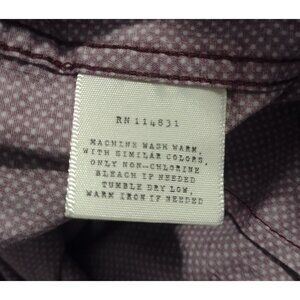 RN 114831
MACHINE WASH WARM,
WITH SIMILAR COLORS,
ONLY NON-CHLORINE
BLEACH IF NEEDED
TUMBLE DRY LOW,
WARM IRON IF NEEDED